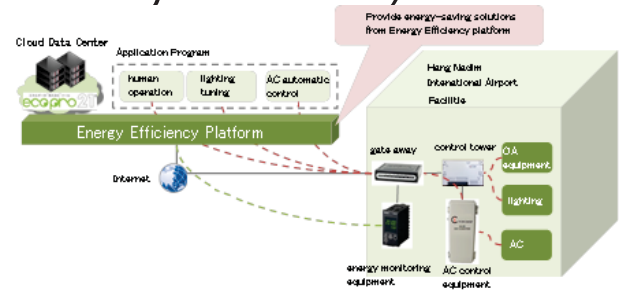 Provide energy-saving solutions
from Energy Efficiency platform
Cloud Data Center
Application Program
human
operation
lighting
tuning
AC automatic
control
Hang Nadim
International Airport
Facilitie
ecopro21
Energy Efficiency Platform
gate away
control tower
OA
equipment
Internet
lighting
AC
energy monitoring
equipment
AC control
equipment